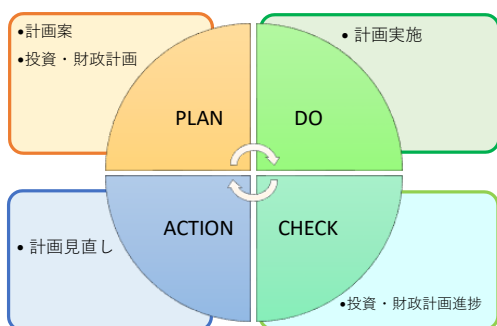 •計画案
•投資・財政計画
• 計画実施
PLAN
DO
ACTION
CHECK
• 計画見直し
•投資・財政計画進捗